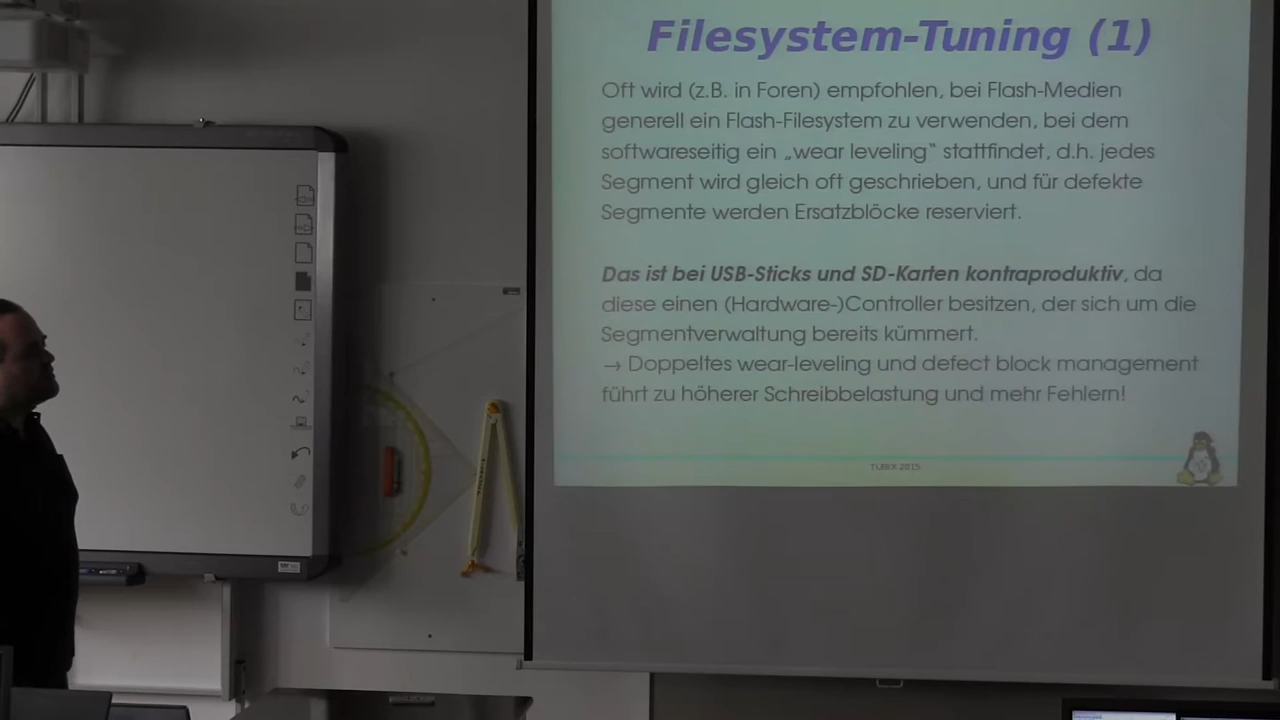 Filesystem-Tuning (1)
Oft wird (z.B. in Foren) empfohlen, bei Flash-Medien
generell ein Flash-Filesystem zu verwenden, bei dem
softwareseitig ein „wear leveling“ stattfindet, d.h. jedes
Segment wird gleich oft geschrieben, und für defekte
Segmente werden Ersatzblöcke reserviert.
Das ist bei USB-Sticks und SD-Karten kontraproduktiv, da
diese einen (Hardware-)Controller besitzen, der sich um die
Segmentverwaltung bereits kümmert.
→ Doppeltes wear-leveling und defect block management
führt zu höherer Schreibbelastung und mehr Fehlern!
TUBIX 2015